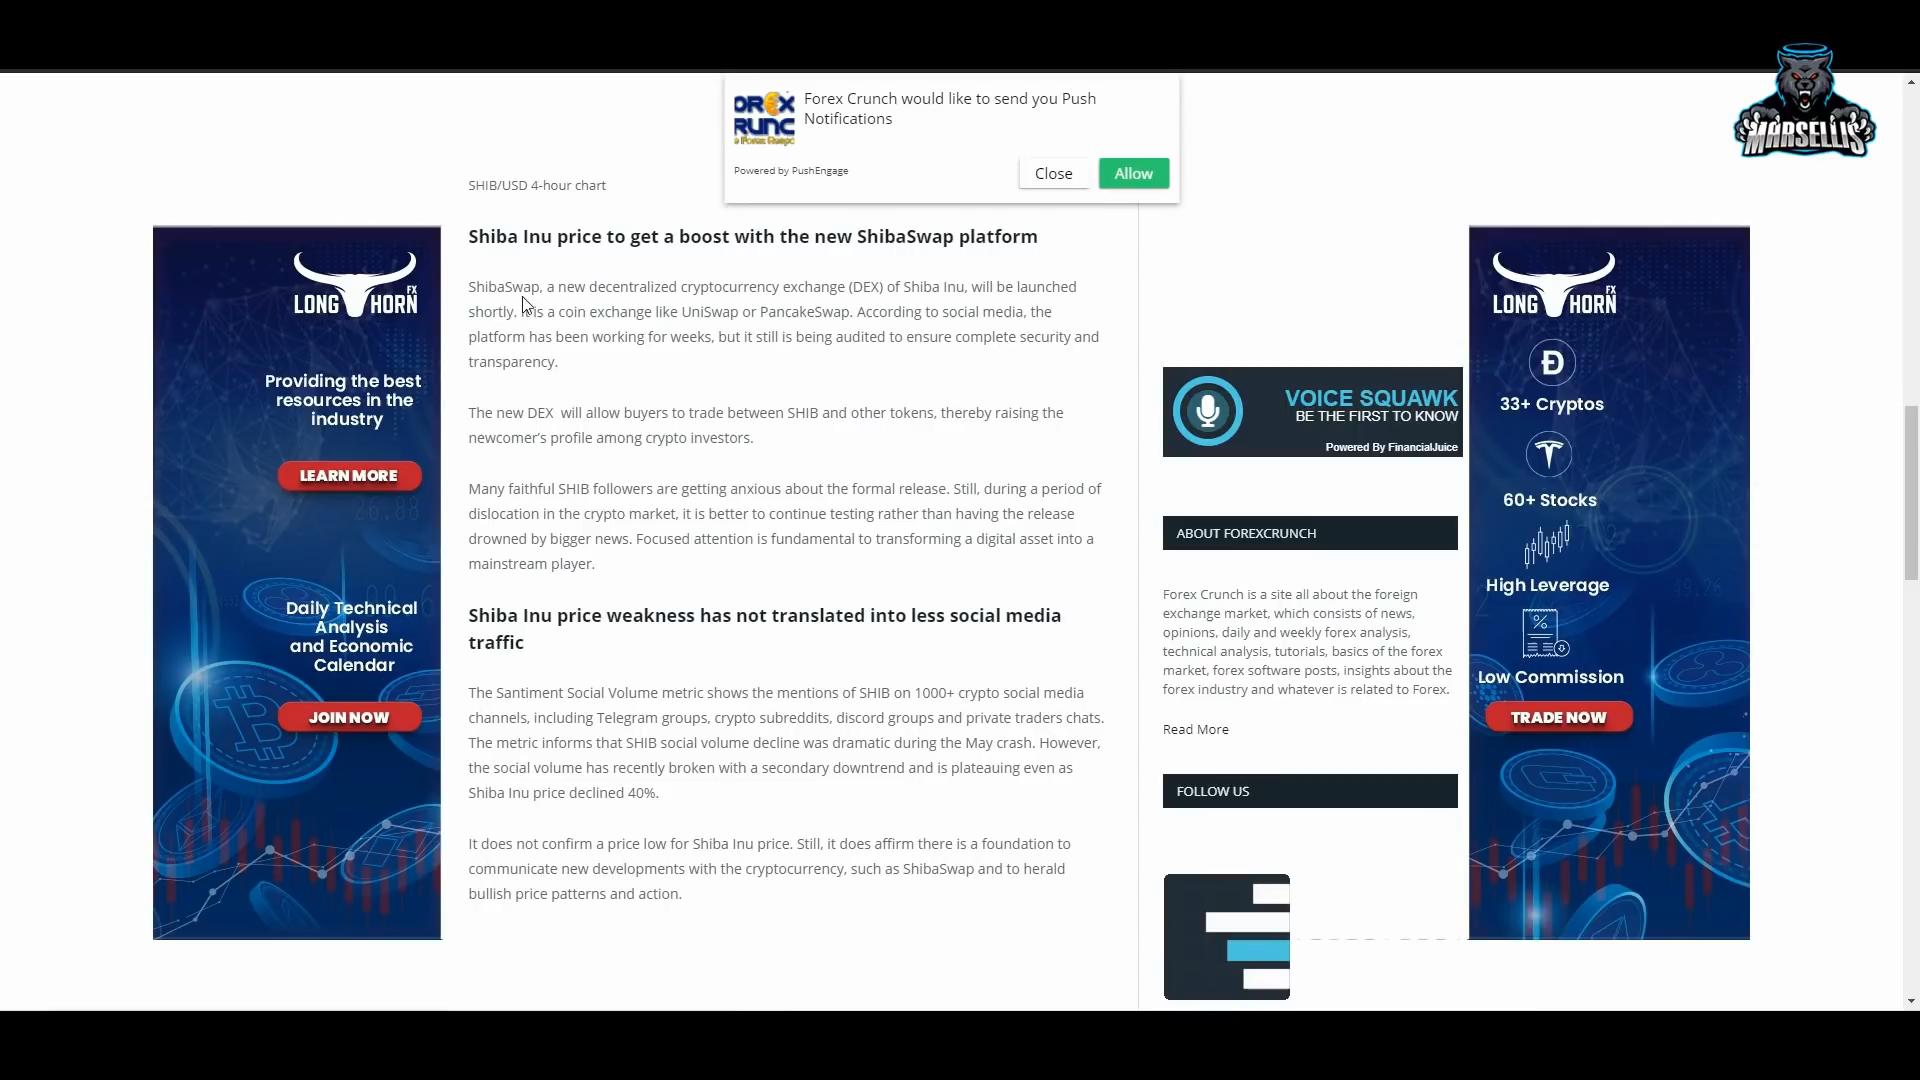 MARSELLIS
OREX
RUNC
e Forex Respo
Forex Crunch would like to send you Push
Notifications
Powered by PushEngage
Close
Allow
SHIB/USD 4-hour chart
Shiba Inu price to get a boost with the new ShibaSwap platform
ShibaSwap, a new decentralized cryptocurrency exchange (DEX) of Shiba Inu, will be launched
shortly. It is a coin exchange like UniSwap or PancakeSwap. According to social media, the
platform has been working for weeks, but it still is being audited to ensure complete security and
transparency.
The new DEX will allow buyers to trade between SHIB and other tokens, thereby raising the
newcomer's profile among crypto investors.
Many faithful SHIB followers are getting anxious about the formal release. Still, during a period of
dislocation in the crypto market, it is better to continue testing rather than having the release
drowned by bigger news. Focused attention is fundamental to transforming a digital asset into a
mainstream player.
Shiba Inu price weakness has not translated into less social media
traffic
The Santiment Social Volume metric shows the mentions of SHIB on 1000+ crypto social media
channels, including Telegram groups, crypto subreddits, discord groups and private traders chats.
The metric informs that SHIB social volume decline was dramatic during the May crash. However,
the social volume has recently broken with a secondary downtrend and is plateauing even as
Shiba Inu price declined 40%.
It does not confirm a price low for Shiba Inu price. Still, it does affirm there is a foundation to
communicate new developments with the cryptocurrency, such as ShibaSwap and to herald
bullish price patterns and action.
LONG HORN FX
Providing the best
resources in the
industry
LEARN MORE
Daily Technical
Analysis
and Economic
Calendar
JOIN NOW
VOICE SQUAWK
BE THE FIRST TO KNOW
Powered By FinancialJuice
ABOUT FOREXCRUNCH
Forex Crunch is a site all about the foreign
exchange market, which consists of news,
opinions, daily and weekly forex analysis,
technical analysis, tutorials, basics of the forex
market, forex software posts, insights about the
forex industry and whatever is related to Forex.
Read More
FOLLOW US
LONG HORN FX
33+ Cryptos
60+ Stocks
High Leverage
Low Commission
TRADE NOW